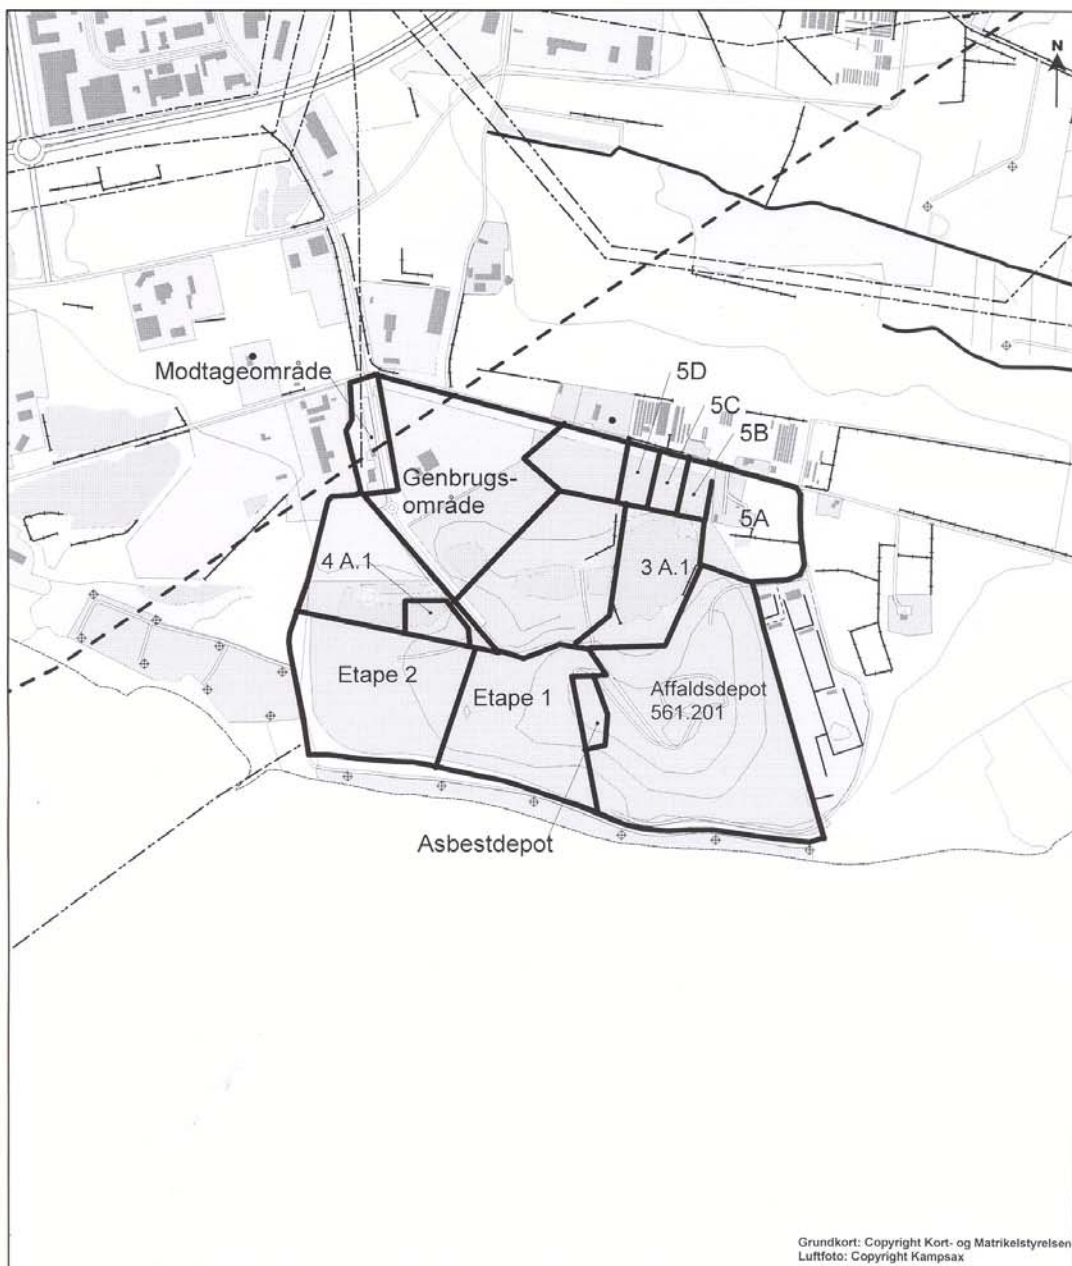 N
Modtageområde
5D
5C
5B
Genbrugs-
område
5A
4 A.1
3 A.1
Etape 2
Etape 1
Affaldsdepot
561.201
Asbestdepot
Grundkort: Copyright Kort- og Matrikelstyrelsen
Luftfoto: Copyright Kampsax